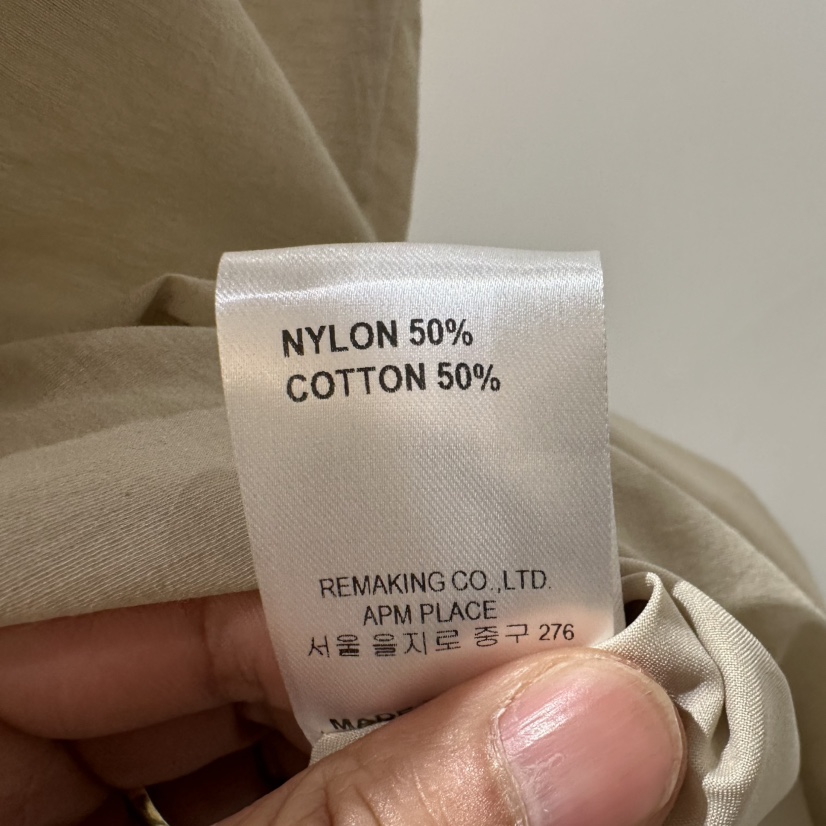 NYLON 50%
COTTON 50%
REMAKING CO.,LTD.
APM PLACE
서울 을지로 중구 276